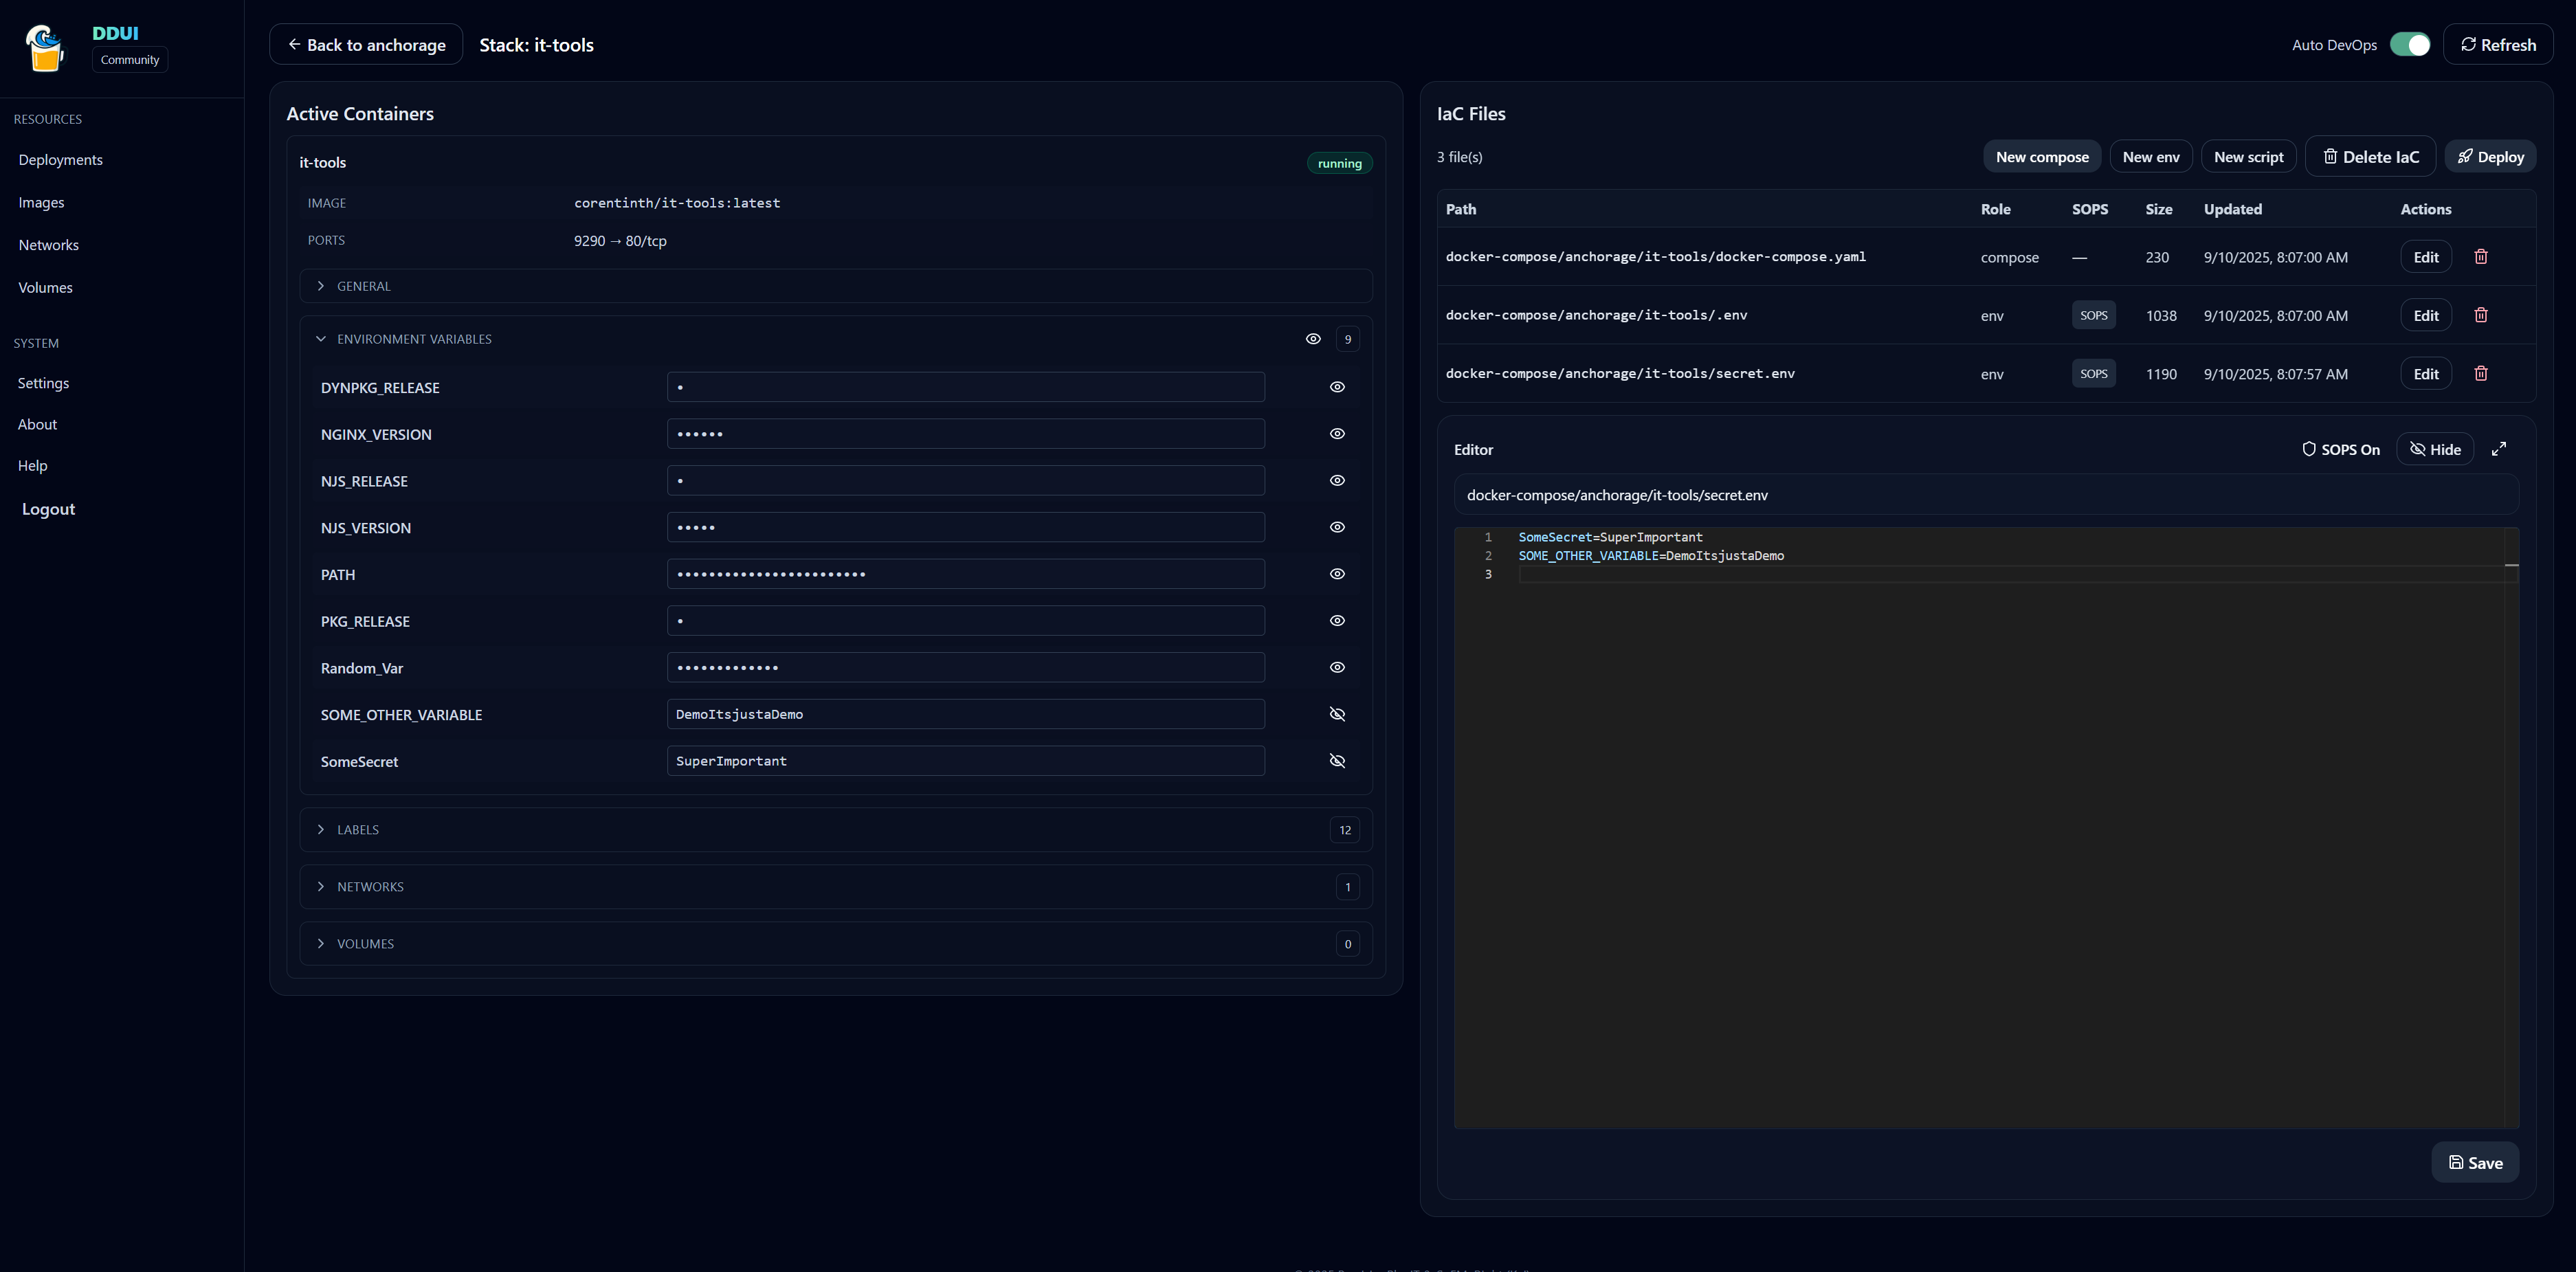 DDUI
Community
RESOURCES
Deployments
Images
Networks
Volumes
SYSTEM
Settings
About
Help
Logout
← Back to anchorage
Stack: it-tools
Auto DevOps
Refresh
Active Containers
it-tools
running
IMAGE corentinth/it-tools:latest
PORTS 9290 → 80/tcp
GENERAL
ENVIRONMENT VARIABLES 9
DYNPKG_RELEASE •
NGINX_VERSION ••••••
NJS_RELEASE •
NJS_VERSION •••••
PATH ••••••••••••••••••••••••
PKG_RELEASE •
Random_Var •••••••••••••
SOME_OTHER_VARIABLE DemoItsjustaDemo
SomeSecret SuperImportant
LABELS 12
NETWORKS 1
VOLUMES 0
IaC Files
3 file(s)
New compose
New env
New script
Delete IaC
Deploy
Path Role SOPS Size Updated Actions
docker-compose/anchorage/it-tools/docker-compose.yaml compose — 230 9/10/2025, 8:07:00 AM Edit
docker-compose/anchorage/it-tools/.env env SOPS 1038 9/10/2025, 8:07:00 AM Edit
docker-compose/anchorage/it-tools/secret.env env SOPS 1190 9/10/2025, 8:07:57 AM Edit
Editor
SOPS On
Hide
docker-compose/anchorage/it-tools/secret.env
1 SomeSecret=SuperImportant
2 SOME_OTHER_VARIABLE=DemoItsjustaDemo
3
Save